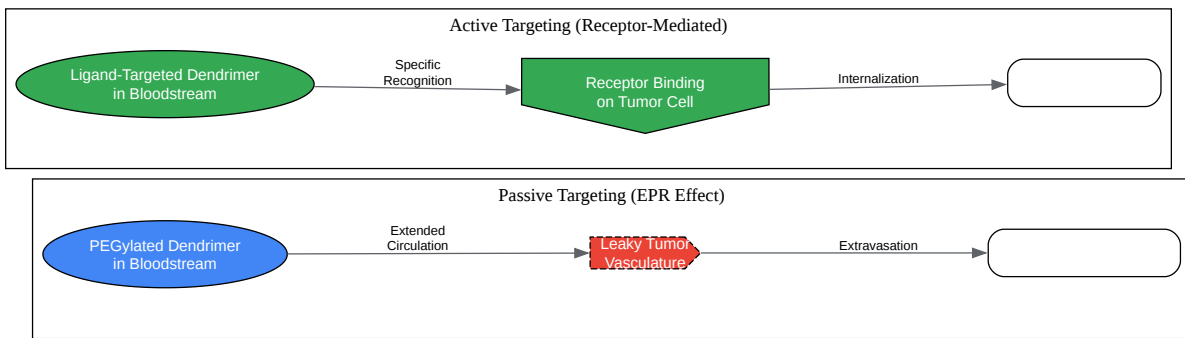 Active Targeting (Receptor-Mediated)
Ligand-Targeted Dendrimer
in Bloodstream
Specific
Recognition
Receptor Binding
on Tumor Cell
Internalization
Passive Targeting (EPR Effect)
PEGylated Dendrimer
in Bloodstream
Extended
Circulation
Leaky Tumor
Vasculature
Extravasation